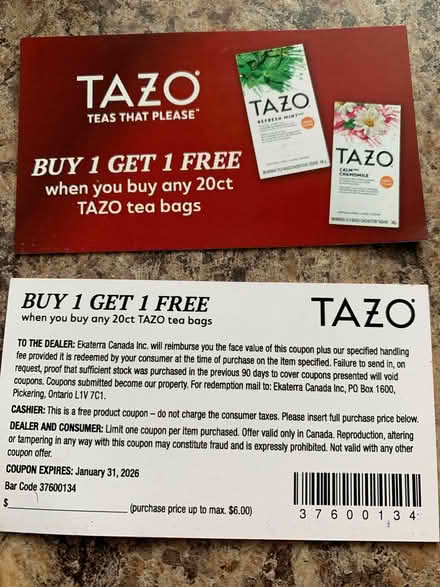 TAZO®
TEAS THAT PLEASE™
BUY 1 GET 1 FREE
when you buy any 20ct
TAZO tea bags
TAZO
REFRESH MINT
TAZO
CALM
CHAMOMILE
BUY 1 GET 1 FREE
when you buy any 20ct TAZO tea bags
TAZO®
TO THE DEALER: Ekaterra Canada Inc. will reimburse you the face value of this coupon plus our specified handling
fee provided it is redeemed by your consumer at the time of purchase on the item specified. Failure to send in, on
request, proof that sufficient stock was purchased in the previous 90 days to cover coupons presented will void
coupons. Coupons submitted become our property. For redemption mail to: Ekaterra Canada Inc, PO Box 1600,
Pickering, Ontario L1V 7C1.
CASHIER: This is a free product coupon – do not charge the consumer taxes. Please insert full purchase price below.
DEALER AND CONSUMER: Limit one coupon per item purchased. Offer valid only in Canada. Reproduction, altering
or tampering in any way with this coupon may constitute fraud and is expressly prohibited. Not valid with any other
coupon offer.
COUPON EXPIRES: January 31, 2026
Bar Code 37600134
$ (purchase price up to max. $6.00)
3 7 6 0 0 1 3 4